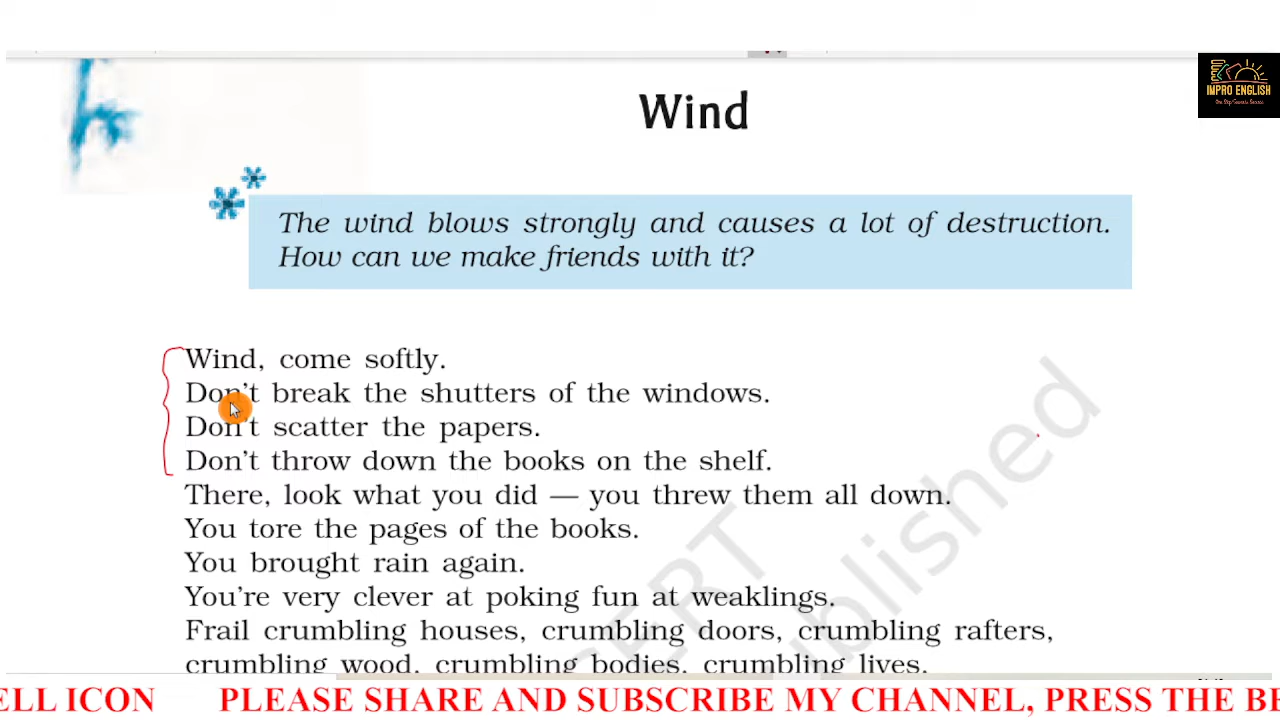 Wind
IMPRO ENGLISH
One Step Towards Success
The wind blows strongly and causes a lot of destruction.
How can we make friends with it?
Wind, come softly.
Don't break the shutters of the windows.
Don't scatter the papers.
Don't throw down the books on the shelf.
There, look what you did — you threw them all down.
You tore the pages of the books.
You brought rain again.
You're very clever at poking fun at weaklings.
Frail crumbling houses, crumbling doors, crumbling rafters,
crumbling wood, crumbling bodies, crumbling lives.
ELL ICON PLEASE SHARE AND SUBSCRIBE MY CHANNEL, PRESS THE BE